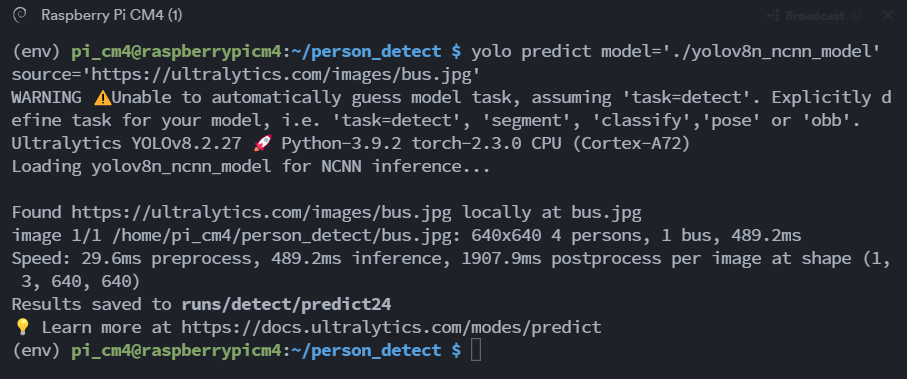 Raspberry Pi CM4 (1)
Broadcast
(env) pi_cm4@raspberrypicm4:~/person_detect $ yolo predict model='./yolov8n_ncnn_model'
source='https://ultralytics.com/images/bus.jpg'
WARNING ⚠️Unable to automatically guess model task, assuming 'task=detect'. Explicitly d
efine task for your model, i.e. 'task=detect', 'segment', 'classify','pose' or 'obb'.
Ultralytics YOLOv8.2.27 🚀 Python-3.9.2 torch-2.3.0 CPU (Cortex-A72)
Loading yolov8n_ncnn_model for NCNN inference...
Found https://ultralytics.com/images/bus.jpg locally at bus.jpg
image 1/1 /home/pi_cm4/person_detect/bus.jpg: 640x640 4 persons, 1 bus, 489.2ms
Speed: 29.6ms preprocess, 489.2ms inference, 1907.9ms postprocess per image at shape (1,
 3, 640, 640)
Results saved to runs/detect/predict24
💡 Learn more at https://docs.ultralytics.com/modes/predict
(env) pi_cm4@raspberrypicm4:~/person_detect $